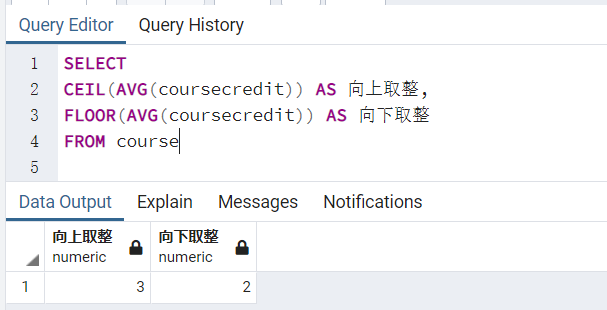 Query Editor Query History
1 SELECT
2 CEIL(AVG(coursecredit)) AS 向上取整,
3 FLOOR(AVG(coursecredit)) AS 向下取整
4 FROM course
5
Data Output Explain Messages Notifications
向上取整 向下取整
numeric numeric
1 3 2